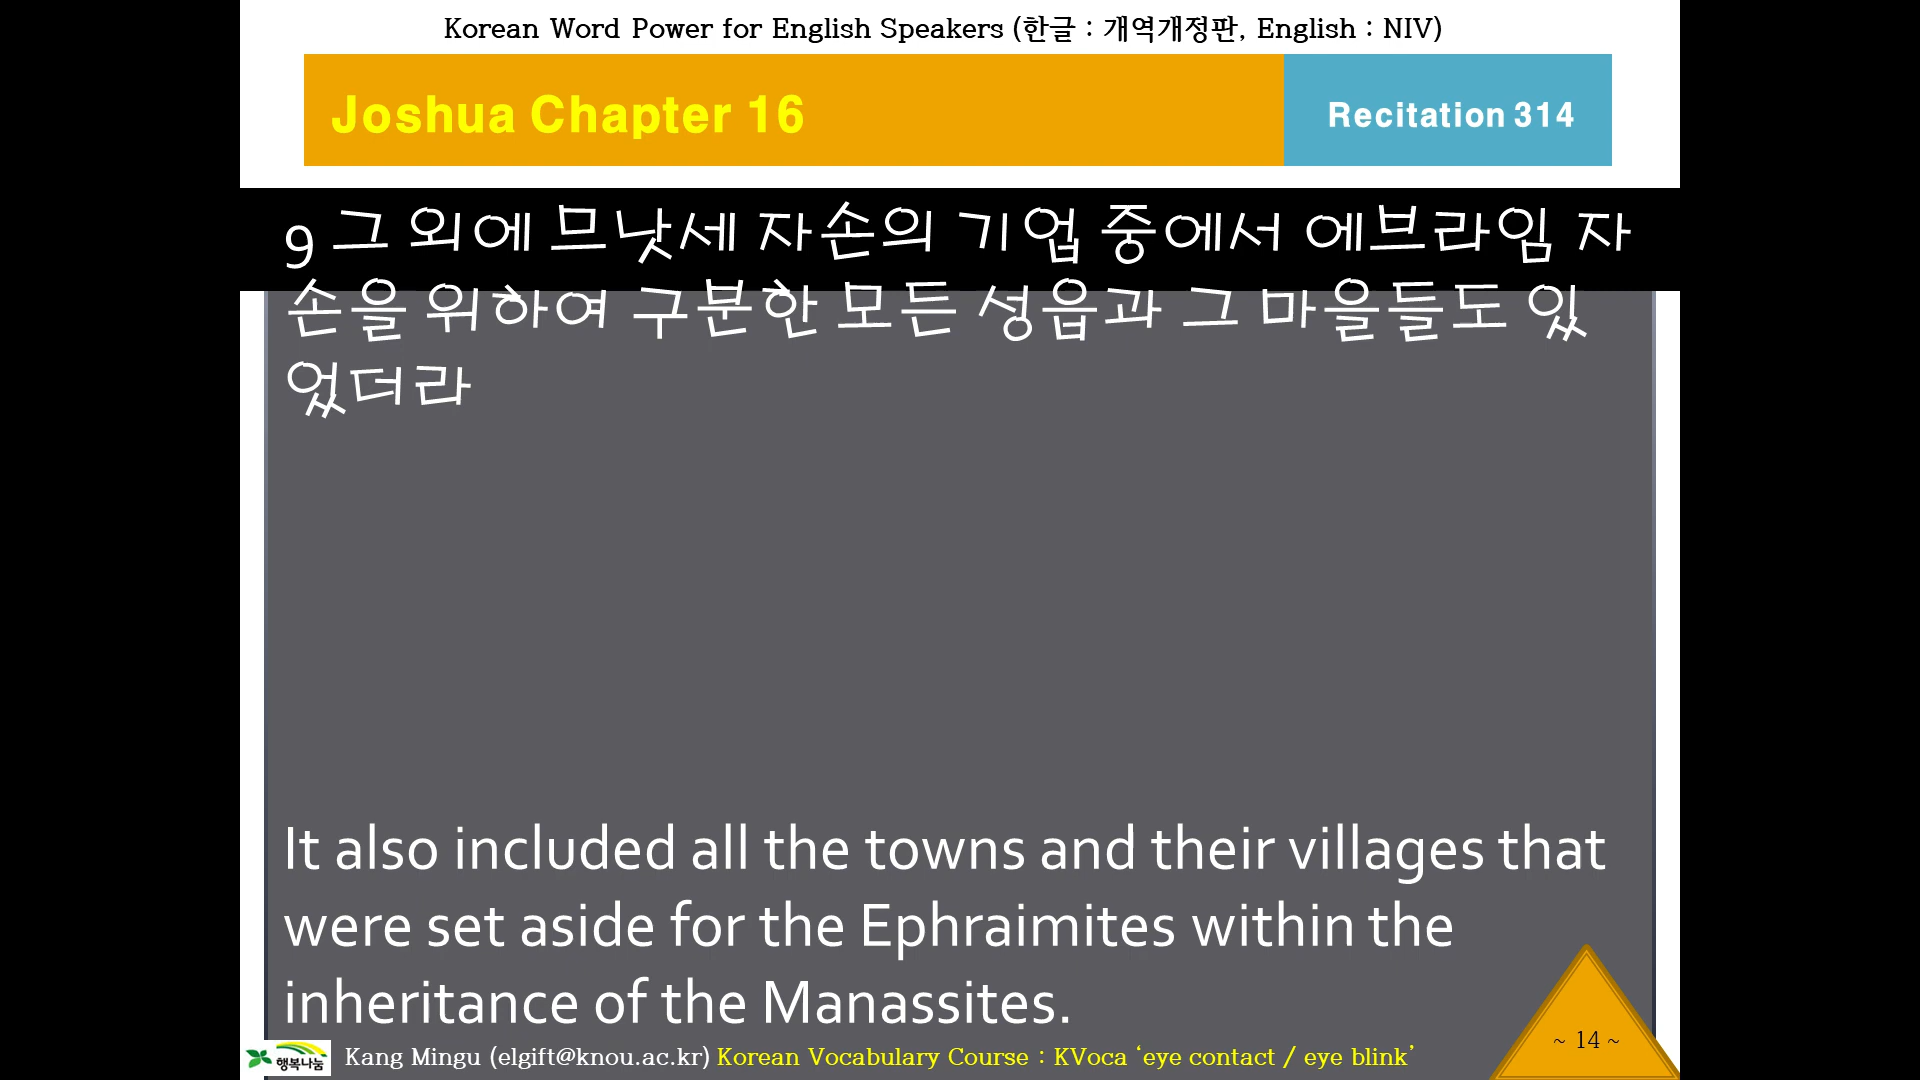 Korean Word Power for English Speakers (한글 : 개역개정판, English : NIV)
Joshua Chapter 16
Recitation 314
9 그 외에 므낫세 자손의 기업 중에서 에브라임 자
손을 위하여 구분한 모든 성읍과 그 마을들도 있
었더라
It also included all the towns and their villages that
were set aside for the Ephraimites within the
inheritance of the Manassites.
~ 14 ~
행복나눔
Kang Mingu (elgift@knou.ac.kr) Korean Vocabulary Course : KVoca ‘eye contact / eye blink’